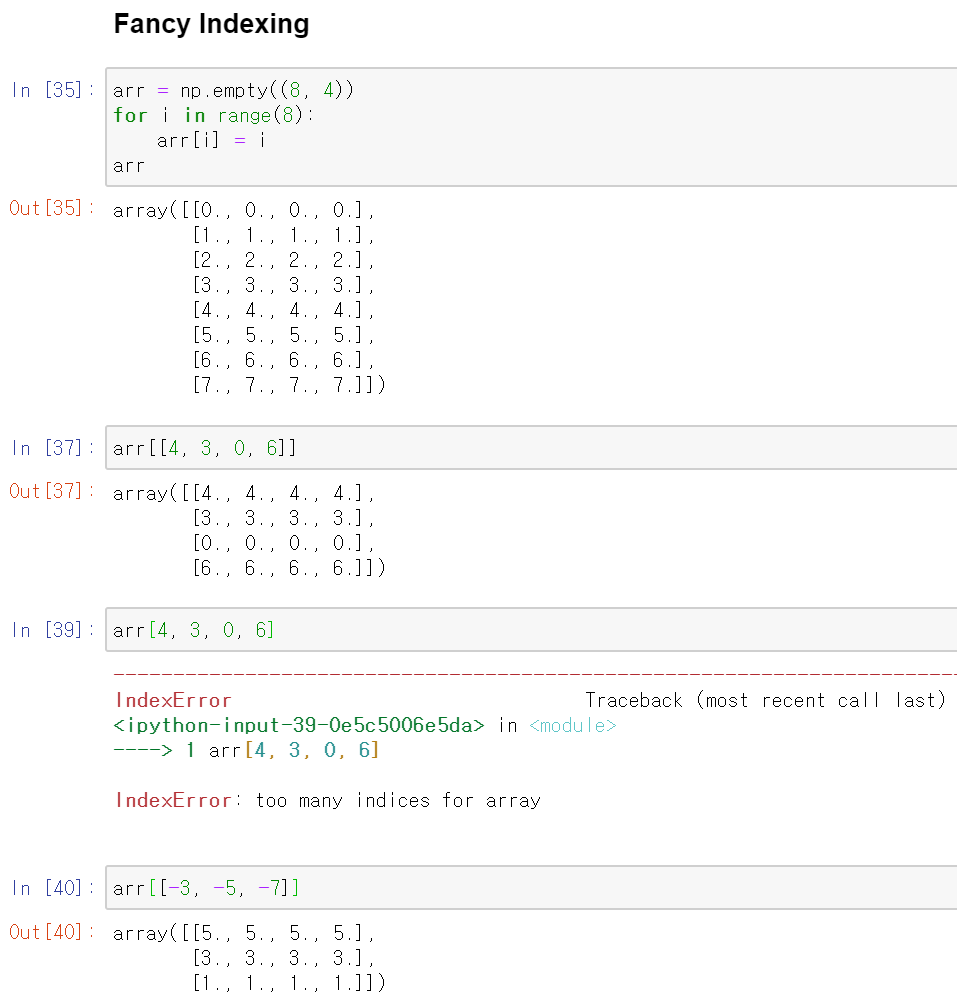 Fancy Indexing
In [35]: arr = np.empty((8, 4))
for i in range(8):
    arr[i] = i
arr
Out[35]: array([[0., 0., 0., 0.],
       [1., 1., 1., 1.],
       [2., 2., 2., 2.],
       [3., 3., 3., 3.],
       [4., 4., 4., 4.],
       [5., 5., 5., 5.],
       [6., 6., 6., 6.],
       [7., 7., 7., 7.]])
In [37]: arr[[4, 3, 0, 6]]
Out[37]: array([[4., 4., 4., 4.],
       [3., 3., 3., 3.],
       [0., 0., 0., 0.],
       [6., 6., 6., 6.]])
In [39]: arr[4, 3, 0, 6]
---------------------------------------------------------------------------
IndexError                                Traceback (most recent call last)
<ipython-input-39-0e5c5006e5da> in <module>
----> 1 arr[4, 3, 0, 6]
IndexError: too many indices for array
In [40]: arr[[-3, -5, -7]]
Out[40]: array([[5., 5., 5., 5.],
       [3., 3., 3., 3.],
       [1., 1., 1., 1.]])